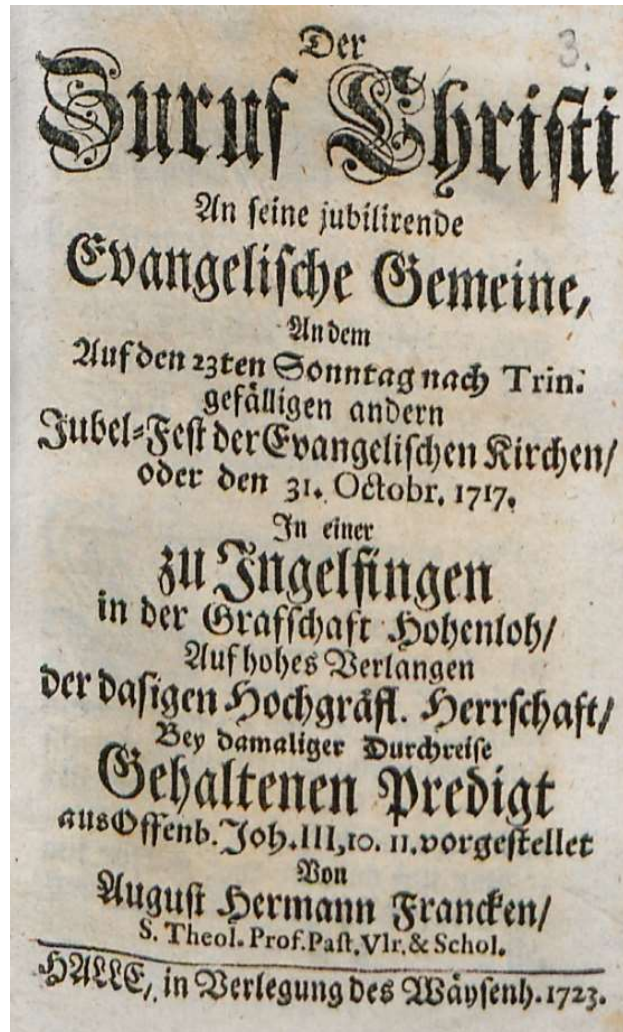 3.
Der
Zuruf Christi
An seine jubilirende
Evangelische Gemeine,
An dem
Auf den 23ten Sonntag nach Trin.
gefälligen andern
Jubel-Fest der Evangelischen Kirchen/
oder den 31. Octobr. 1717.
In einer
zu Ingelfingen
in der Grafschaft Hohenloh/
Auf hohes Verlangen
der dasigen Hochgräfl. Herrschaft/
Bey damaliger Durchreise
Gehaltenen Predigt
aus Offenb. Joh. III, 10. 11. vorgestellet
Von
August Hermann Francken/
S. Theol. Prof. Past. Vlr. & Schol.
HALLE, in Verlegung des Wäysenh. 1723.